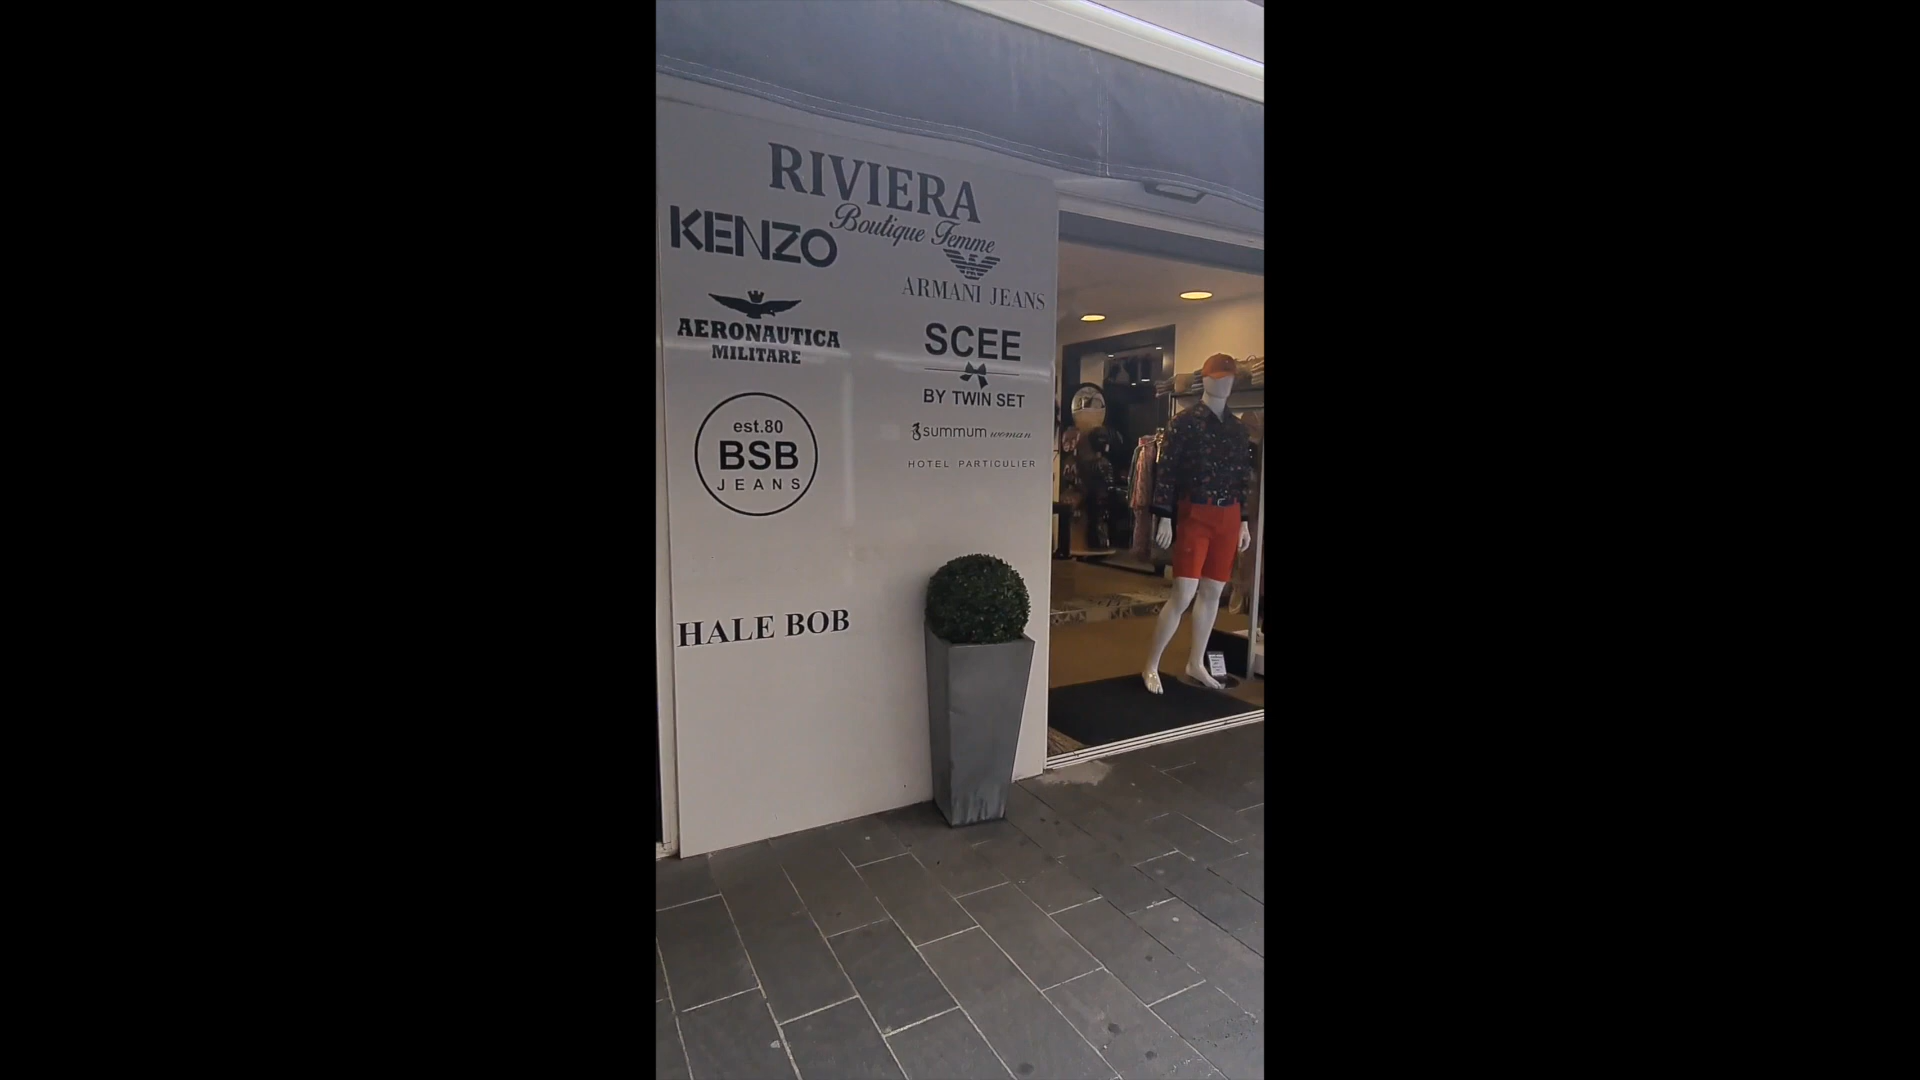 RIVIERA
Boutique Femme
KENZO
ARMANI JEANS
AERONAUTICA
MILITARE
SCEE
BY TWIN SET
est.80
BSB
JEANS
summum woman
HOTEL PARTICULIER
HALE BOB